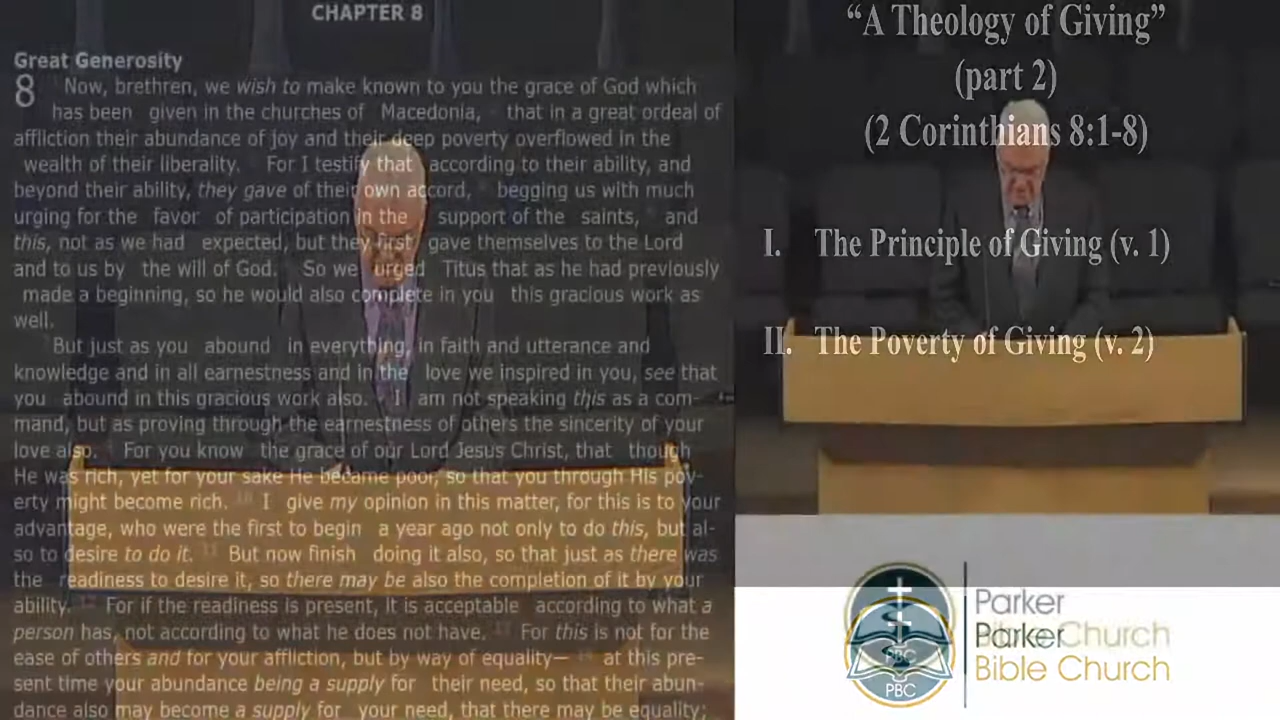 CHAPTER 8
Great Generosity
8 Now, brethren, we wish to make known to you the grace of God which
has been given in the churches of Macedonia, that in a great ordeal of
affliction their abundance of joy and their deep poverty overflowed in the
wealth of their liberality. For I testify that according to their ability, and
beyond their ability, they gave of their own accord, begging us with much
urging for the favor of participation in the support of the saints, and
this, not as we had expected, but they first gave themselves to the Lord
and to us by the will of God. So we urged Titus that as he had previously
made a beginning, so he would also complete in you this gracious work as
well.
But just as you abound in everything, in faith and utterance and
knowledge and in all earnestness and in the love we inspired in you, see that
you abound in this gracious work also. I am not speaking this as a com-
mand, but as proving through the earnestness of others the sincerity of your
love also. For you know the grace of our Lord Jesus Christ, that though
He was rich, yet for your sake He became poor, so that you through His pov-
erty might become rich. I give my opinion in this matter, for this is to your
advantage, who were the first to begin a year ago not only to do this, but al-
so to desire to do it. But now finish doing it also, so that just as there was
the readiness to desire it, so there may be also the completion of it by your
ability. For if the readiness is present, it is acceptable according to what a
person has, not according to what he does not have. For this is not for the
ease of others and for your affliction, but by way of equality—  at this pre-
sent time your abundance being a supply for their need, so that their abun-
dance also may become a supply for your need, that there may be equality;
“A Theology of Giving”
(part 2)
(2 Corinthians 8:1-8)
I. The Principle of Giving (v. 1)
II. The Poverty of Giving (v. 2)
PBC
Parker
Bible Church
PBC
Parker
Bible Church